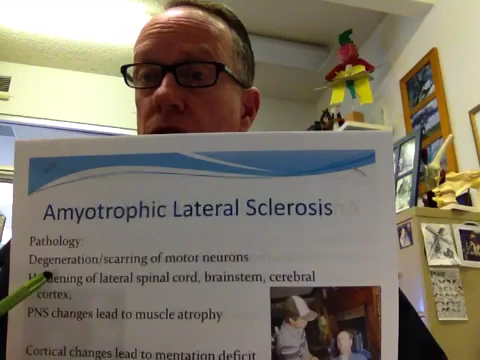 Amyotrophic Lateral Sclerosis
Pathology:
Degeneration/scarring of motor neurons
of lateral spinal cord, brainstem, cerebral
cortex,
PNS changes lead to muscle atrophy
Cortical changes lead to mentation deficit